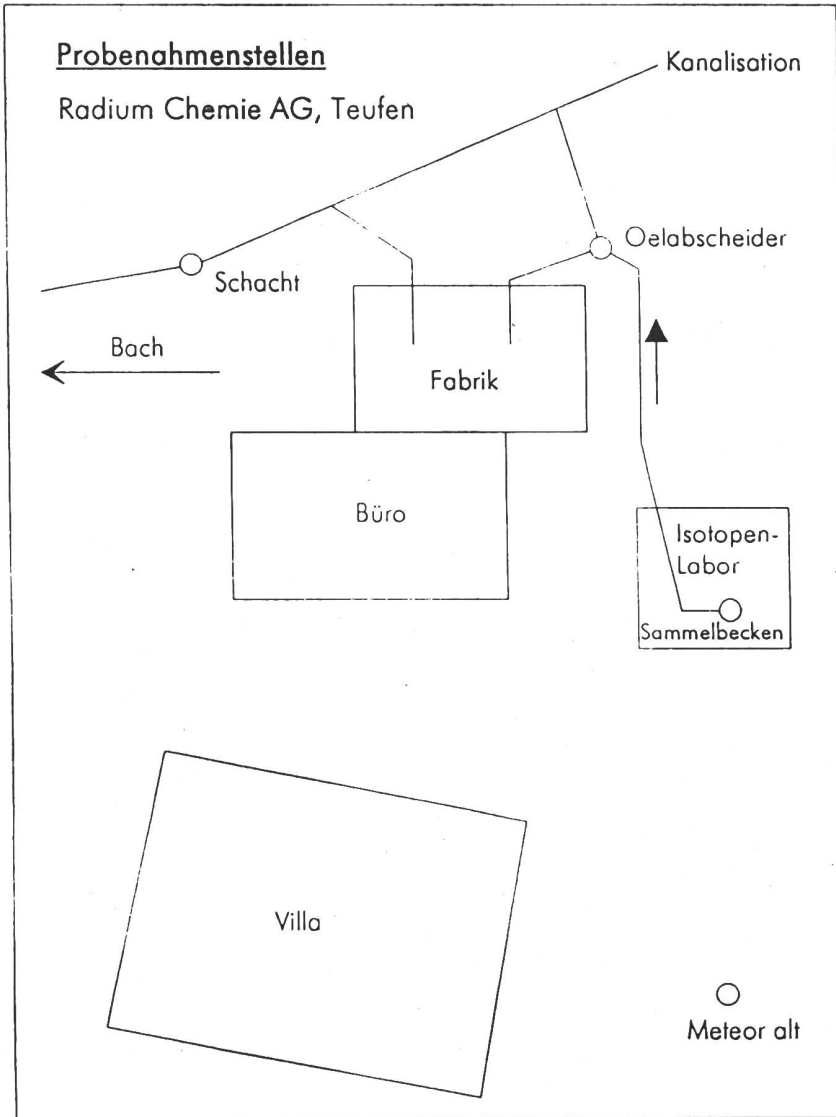 Probenahmenstellen
Radium Chemie AG, Teufen
Kanalisation
Oelabscheider
Schacht
Bach
Fabrik
Büro
Isotopen-
Labor
Sammelbecken
Villa
Meteor alt